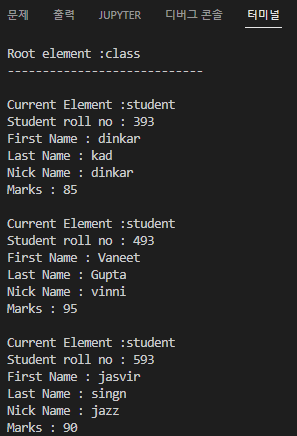 문제 출력 JUPYTER 디버그 콘솔 터미널
Root element :class
----------------------------
Current Element :student
Student roll no : 393
First Name : dinkar
Last Name : kad
Nick Name : dinkar
Marks : 85
Current Element :student
Student roll no : 493
First Name : Vaneet
Last Name : Gupta
Nick Name : vinni
Marks : 95
Current Element :student
Student roll no : 593
First Name : jasvir
Last Name : singn
Nick Name : jazz
Marks : 90